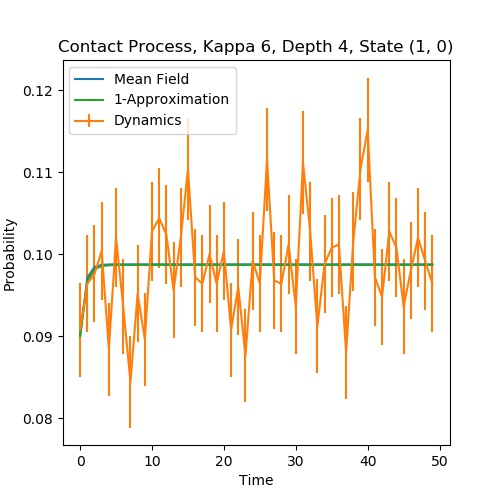 Contact Process, Kappa 6, Depth 4, State (1, 0)
Mean Field
1-Approximation
Dynamics
0.12
0.11
0.10
0.09
0.08
Probability
0 10 20 30 40 50
Time